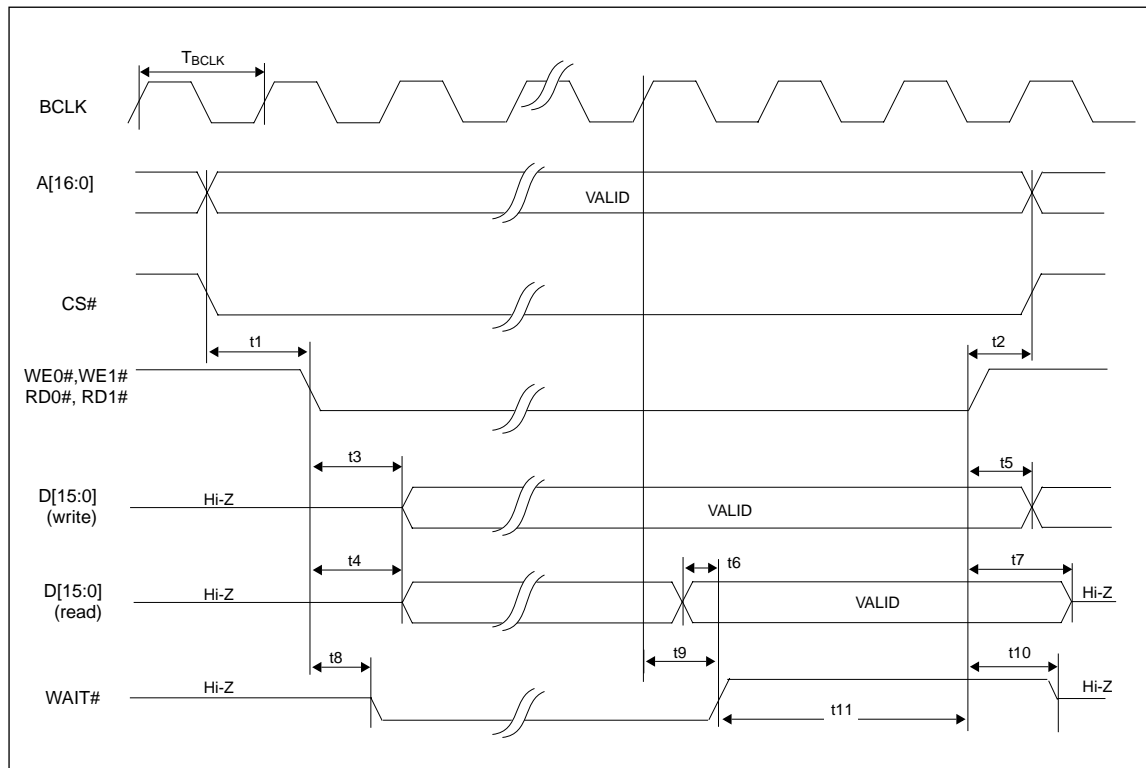 TBCLK
BCLK
A[16:0]
VALID
CS#
t1
t2
WE0#,WE1#
RD0#, RD1#
t3
t5
D[15:0]
(write)
Hi-Z
VALID
t4
t6
t7
D[15:0]
(read)
Hi-Z
VALID
Hi-Z
t8
t9
t10
WAIT#
Hi-Z
Hi-Z
t11